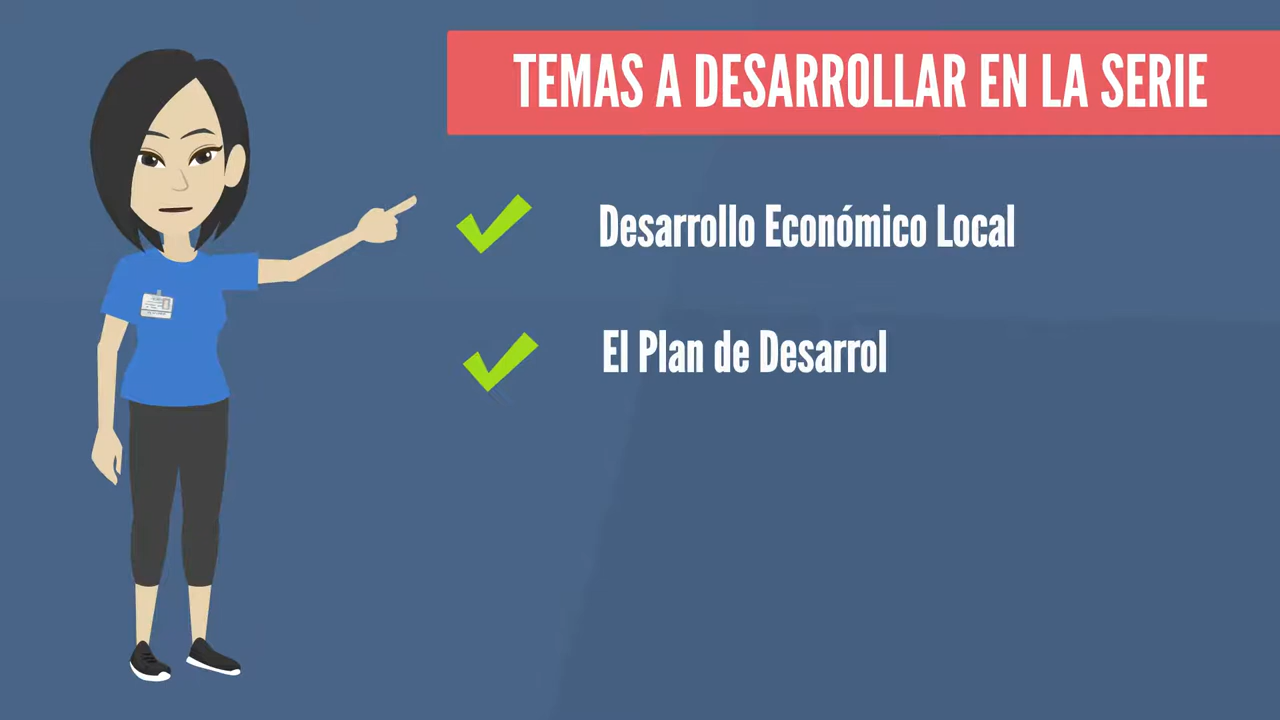 TEMAS A DESARROLLAR EN LA SERIE
Desarrollo Económico Local
El Plan de Desarrol